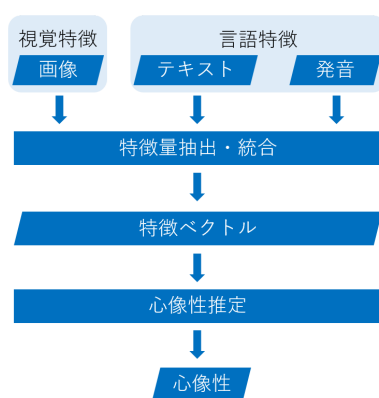 視覚特徴
言語特徴
画像
テキスト
発音
特徴量抽出・統合
特徴ベクトル
心像性推定
心像性